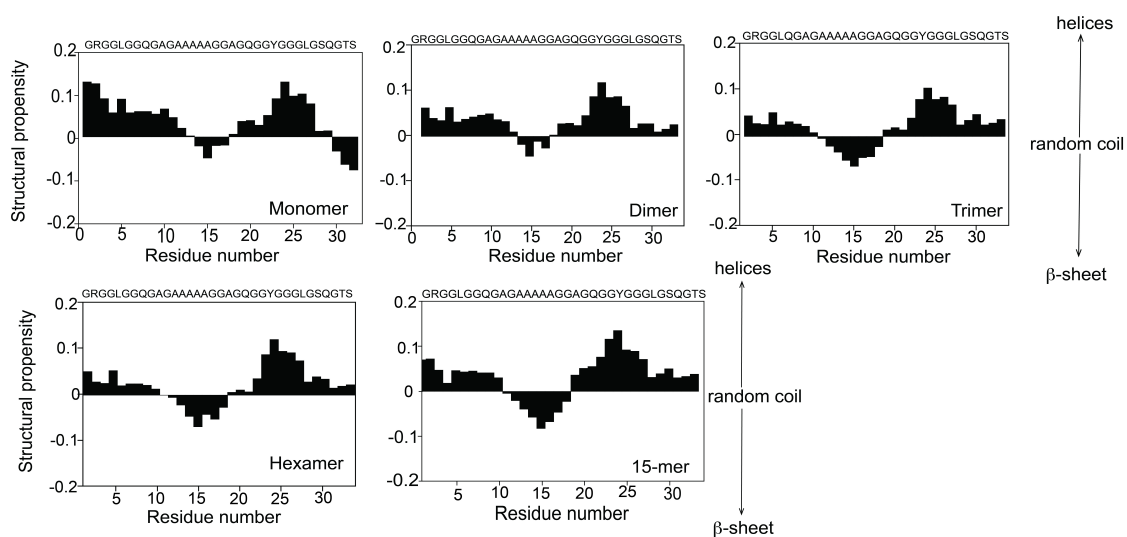 helices
GRGGLGGQGAGAAAAAGGAGQGGYGGGLGSQGTS
GRGGLGGQGAGAAAAAGGAGQGGYGGGLGSQGTS
GRGGLQGAGAAAAAGGAGQGGYGGGLGSQGTS
0.2
0.1
0
-0.1
-0.2
Structural propensity
Monomer
0 5 10 15 20 25 30
Residue number
0.2
0.1
0
-0.1
-0.2
Dimer
0 5 10 15 20 25 30
Residue number
0.2
0.1
0
-0.1
-0.2
Trimer
5 10 15 20 25 30
Residue number
random coil
β-sheet
helices
GRGGLGGQGAGAAAAAGGAGQGGYGGGLGSQGTS
GRGGLGGQGAGAAAAAGGAGQGGYGGGLGSQGTS
0.2
0.1
0
-0.1
-0.2
Structural propensity
Hexamer
5 10 15 20 25 30
Residue number
0.2
0.1
0
-0.1
-0.2
15-mer
5 10 15 20 25 30
Residue number
random coil
β-sheet